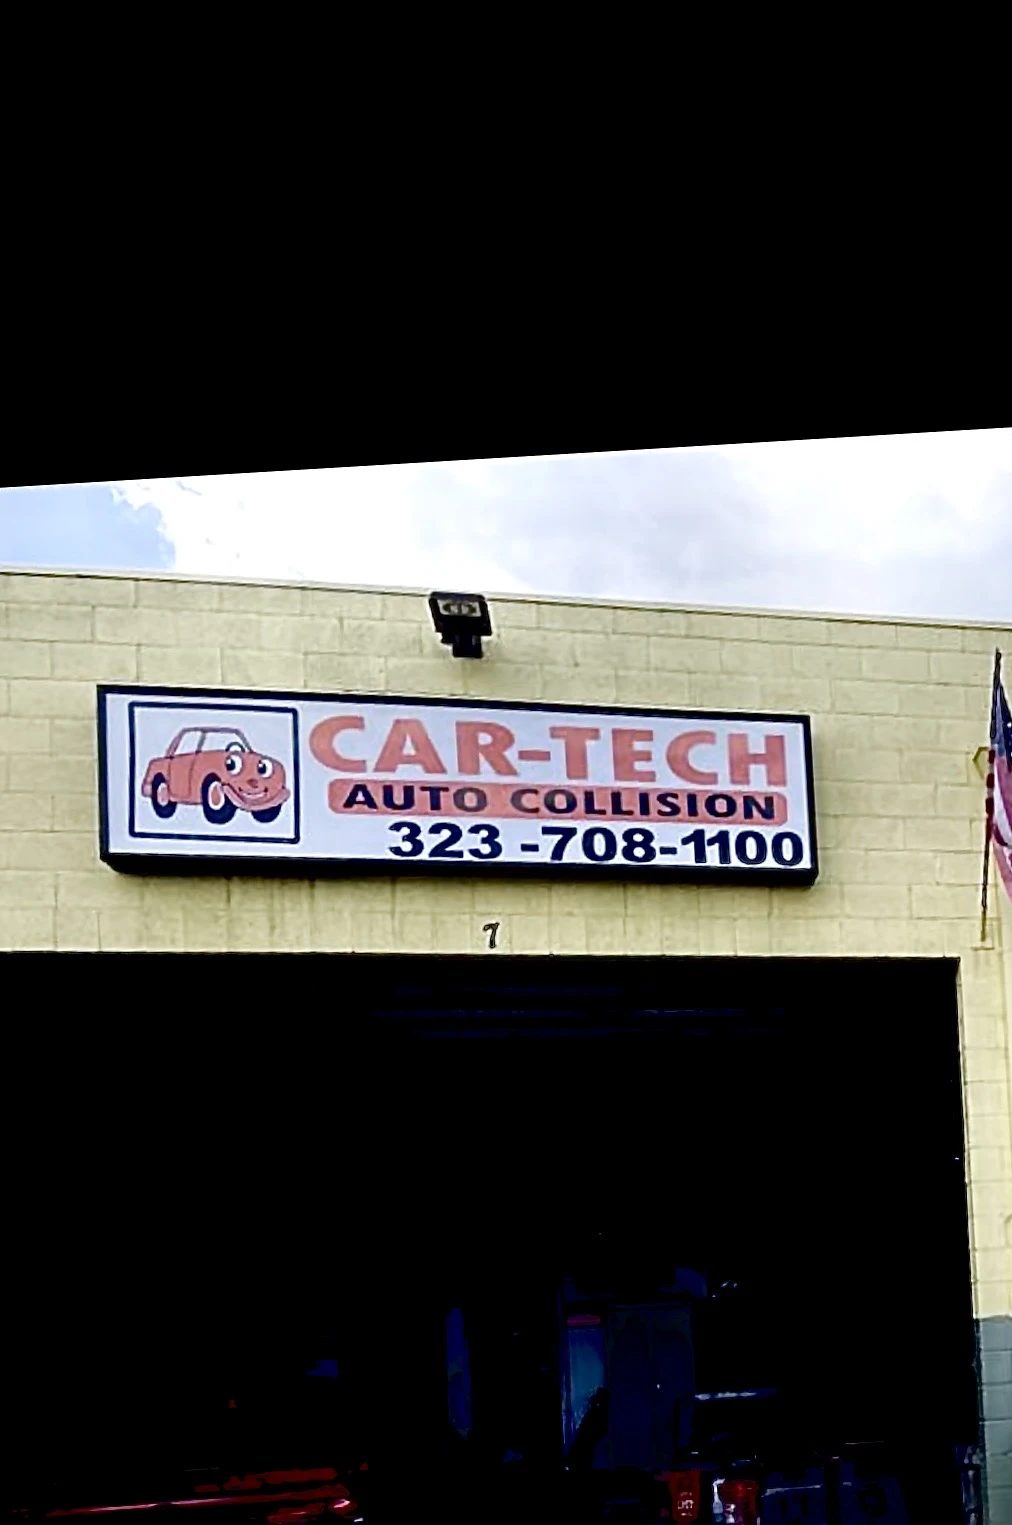 CAR-TECH
AUTO COLLISION
323-708-1100
7